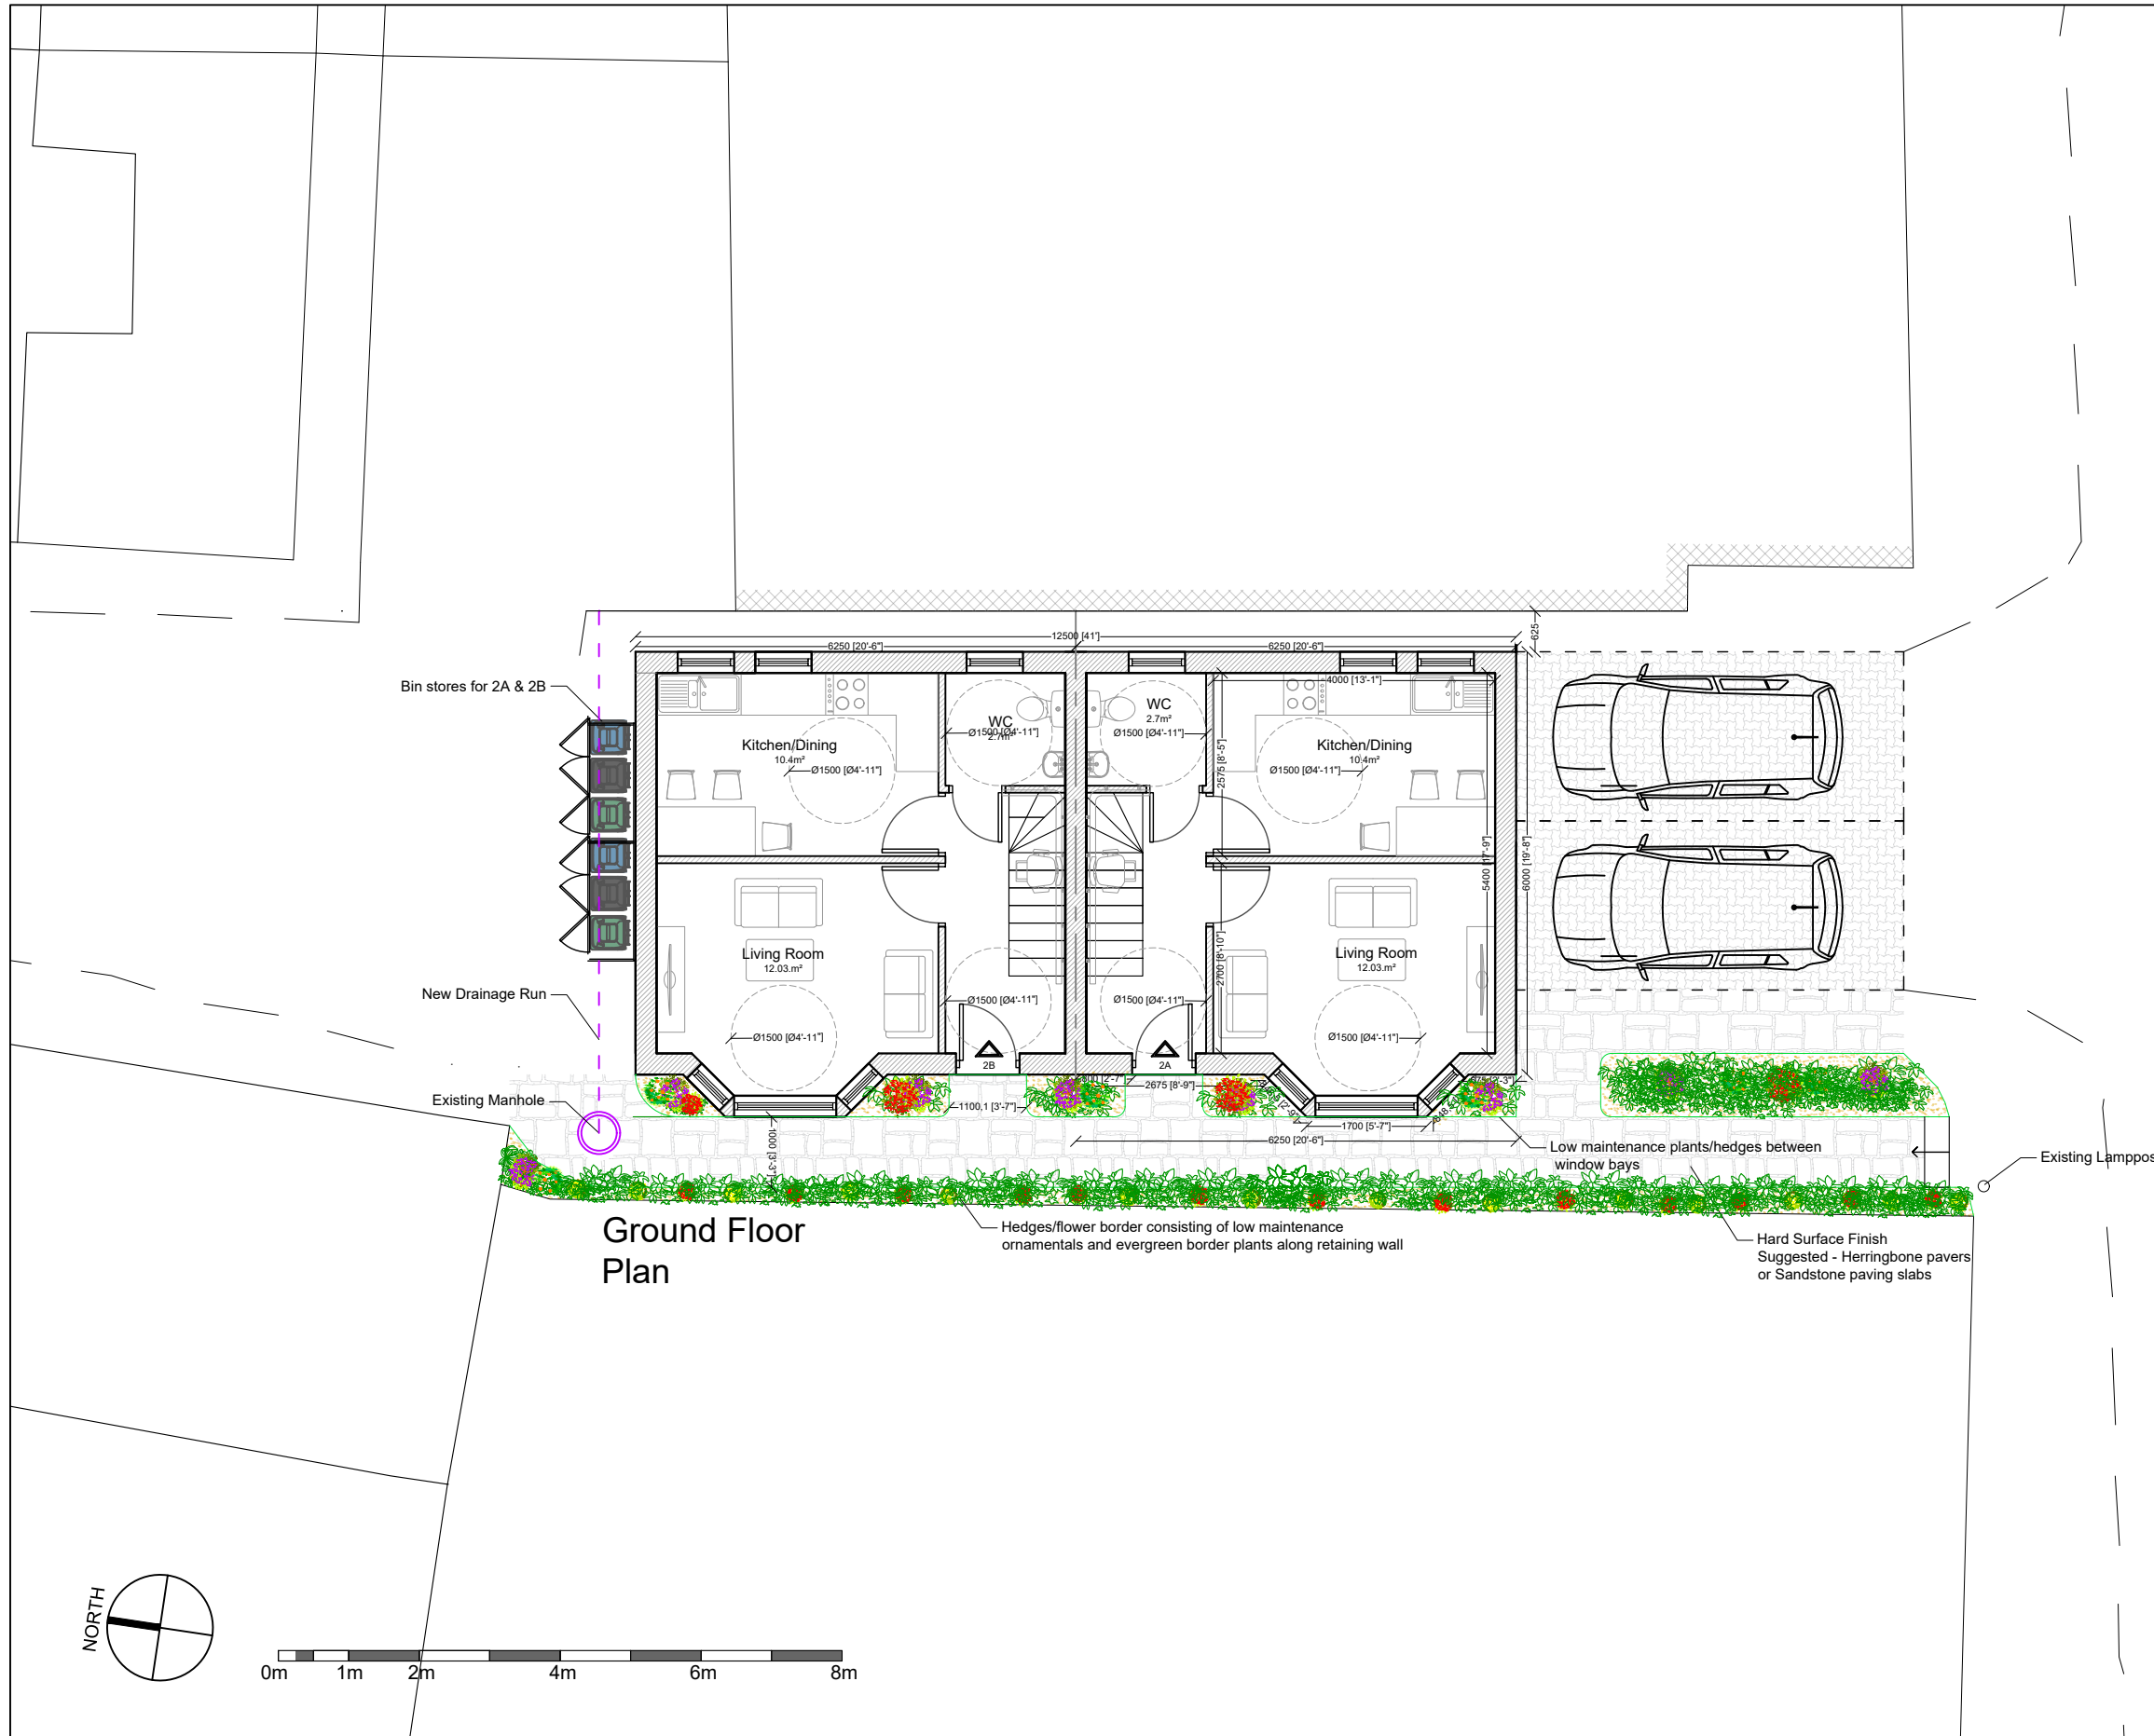 625
12500 [41']
6250 [20'-6"]
6250 [20'-6"]
4000 [13'-1"]
Bin stores for 2A & 2B
WC
2.7m²
Ø1500 [Ø4'-11"]
WC
2.7m²
Ø1500 [Ø4'-11"]
Kitchen/Dining
10.4m²
Ø1500 [Ø4'-11"]
Kitchen/Dining
10.4m²
Ø1500 [Ø4'-11"]
2575 [8'-5"]
5400 [17'-9"]
6000 [19'-8"]
Living Room
12.03.m²
Ø1500 [Ø4'-11"]
Living Room
12.03.m²
Ø1500 [Ø4'-11"]
2700 [8'-10"]
Ø1500 [Ø4'-11"]
Ø1500 [Ø4'-11"]
New Drainage Run
2B
2A
800 [2'-7"]
2675 [8'-9"]
Existing Manhole
1100,1 [3'-7"]
1000 [3'-3"]
1700 [5'-7"]
6250 [20'-6"]
Low maintenance plants/hedges between
window bays
Existing Lamppos
Hedges/flower border consisting of low maintenance
ornamentals and evergreen border plants along retaining wall
Hard Surface Finish
Suggested - Herringbone pavers
or Sandstone paving slabs
Ground Floor
Plan
NORTH
0m 1m 2m 4m 6m 8m